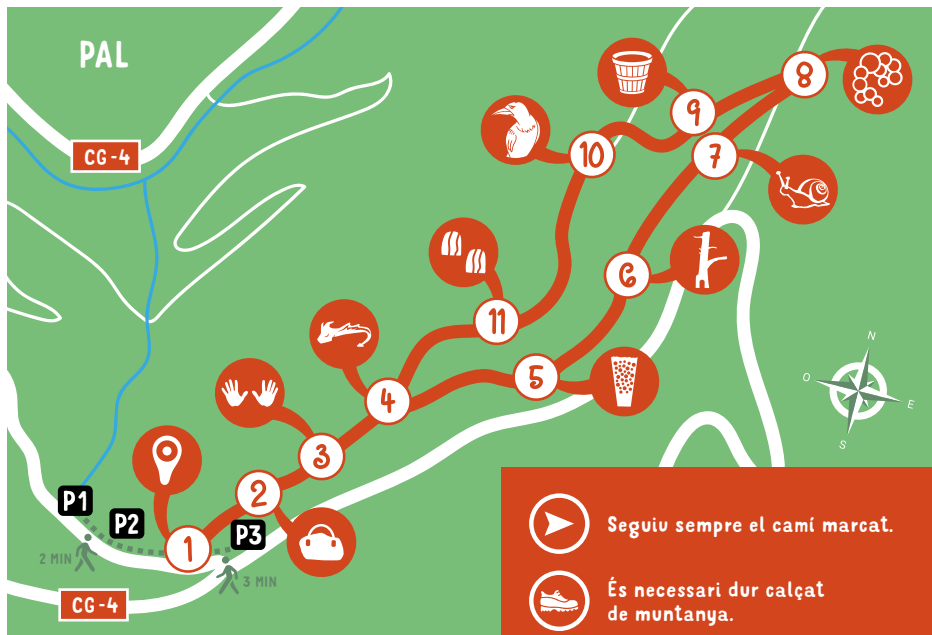 PAL
CG-4
8
9
7
10
6
11
5
4
3
2
1
P1
P2
P3
2 MIN
3 MIN
CG-4
N
O
E
S
Seguiu sempre el camí marcat.
És necessari dur calçat
de muntanya.